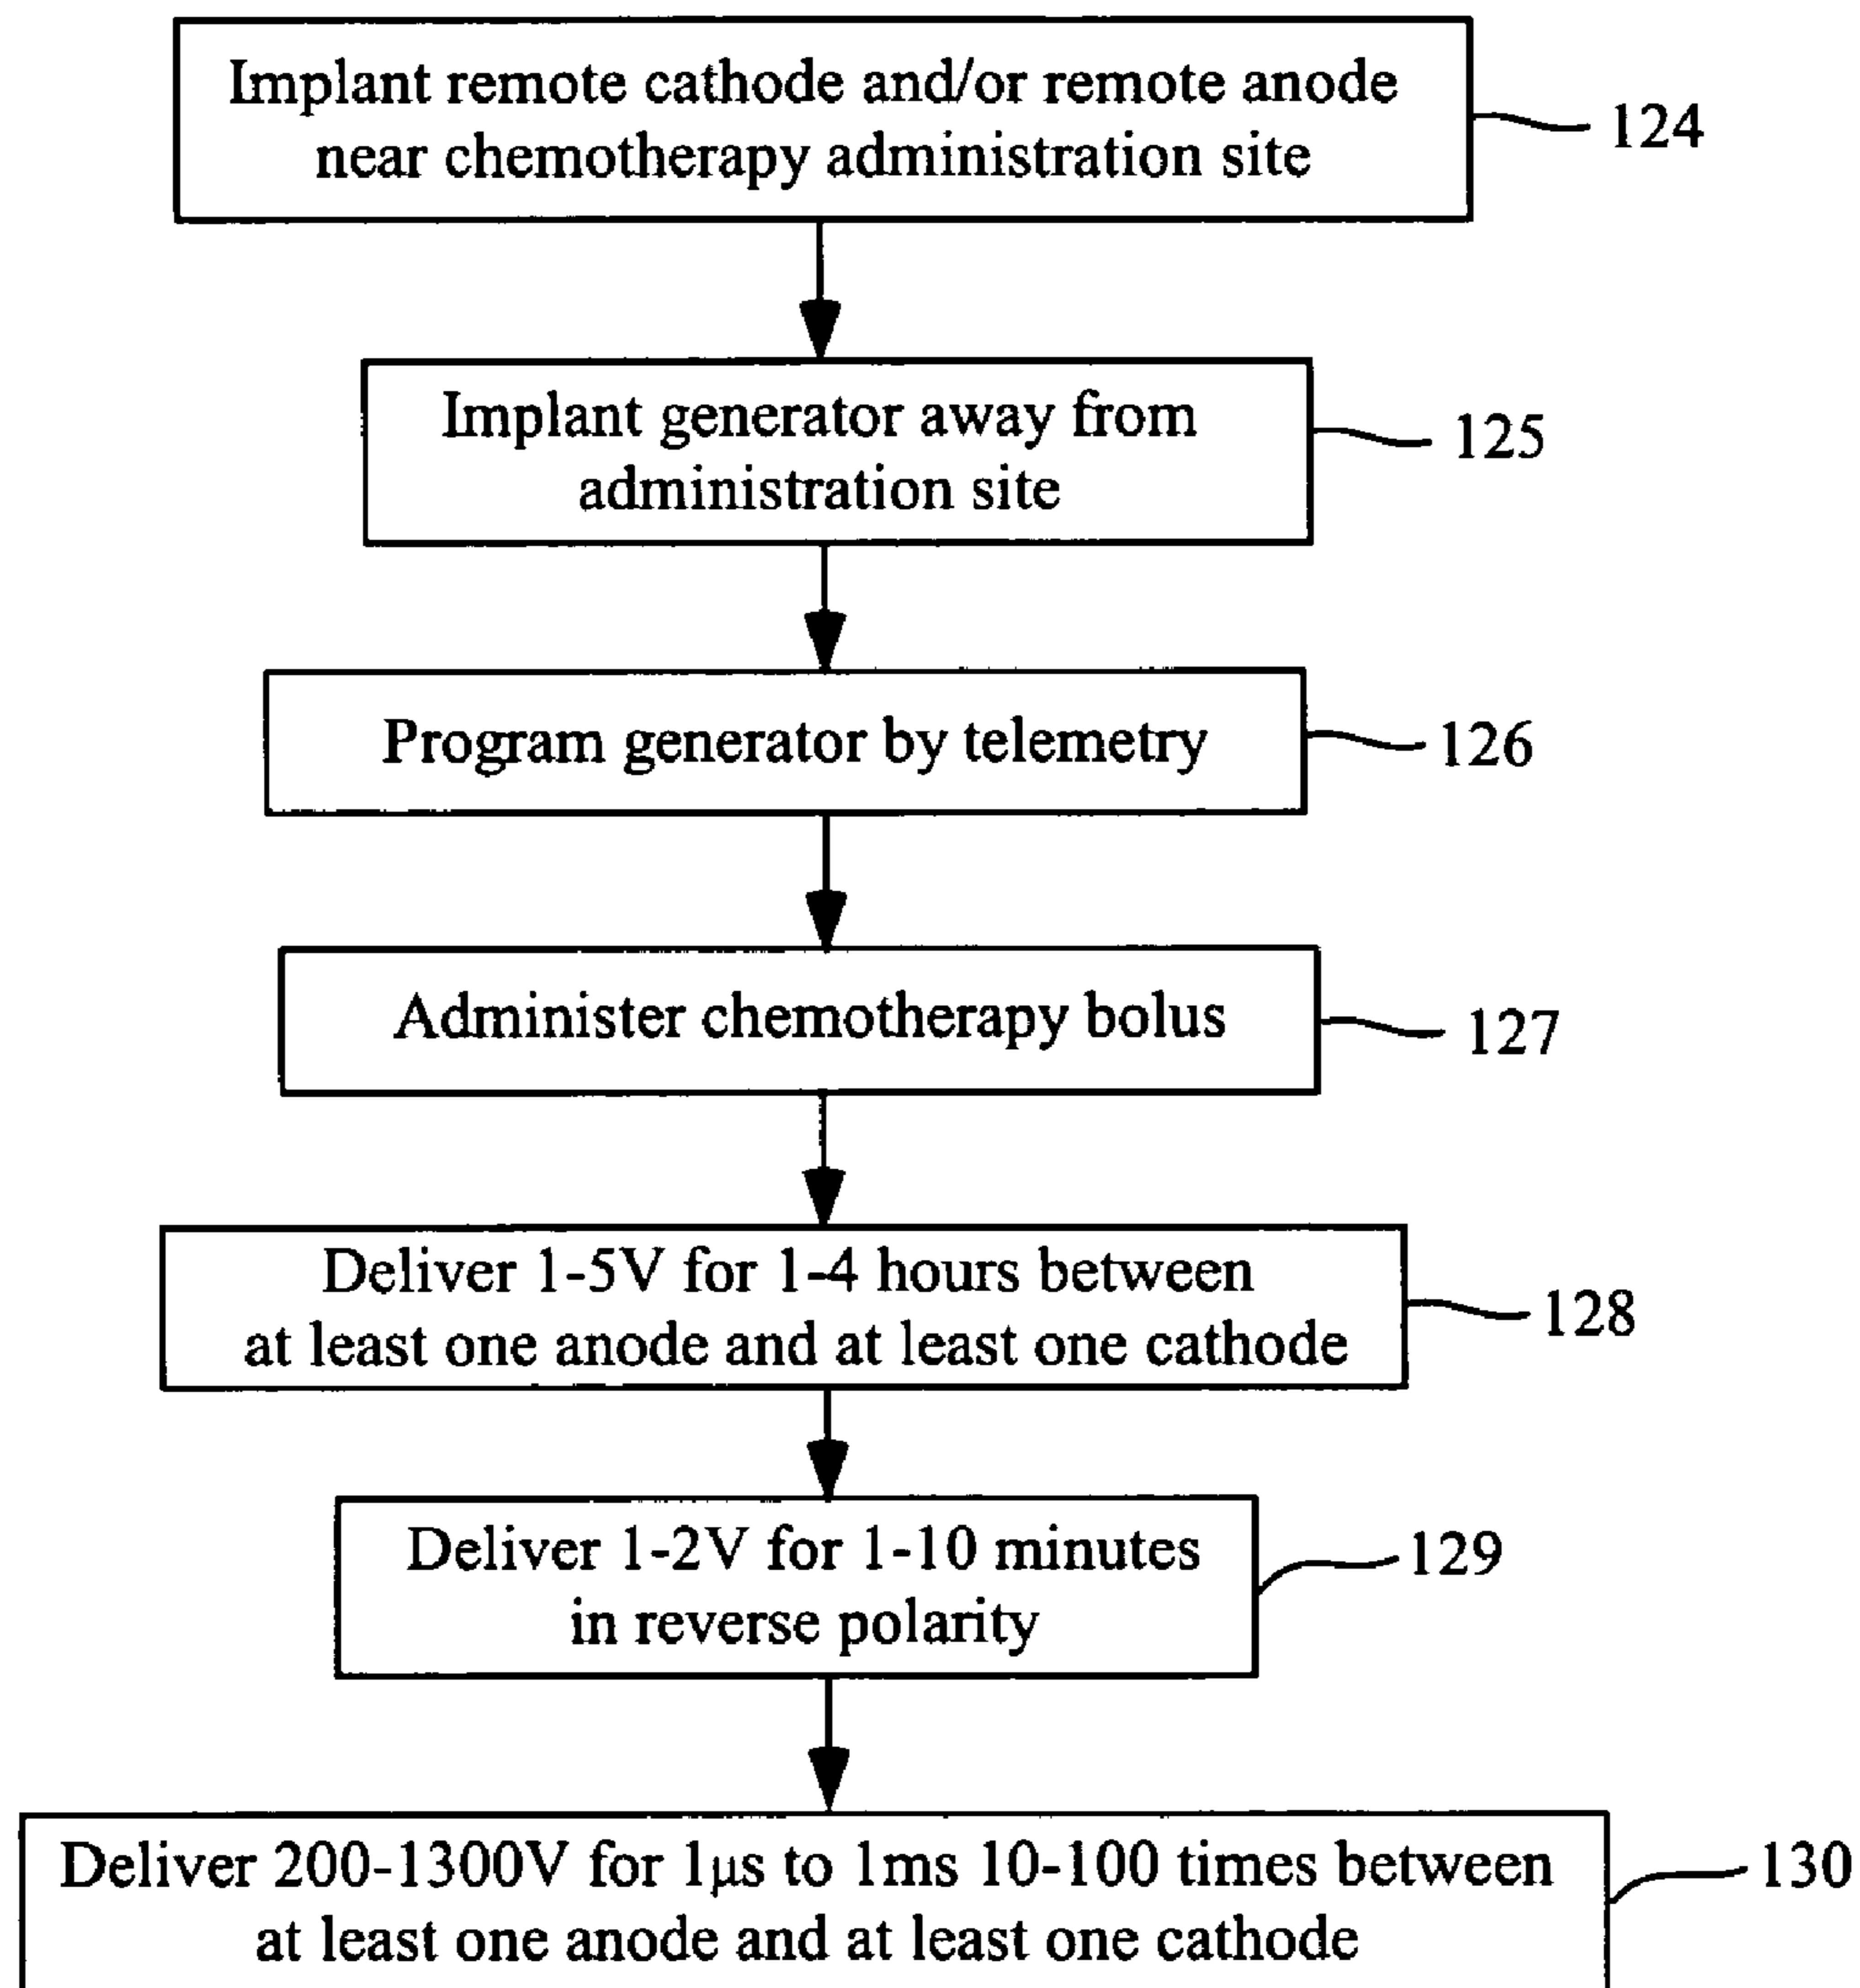 Implant remote cathode and/or remote anode
near chemotherapy administration site
124
Implant generator away from
administration site
125
Program generator by telemetry
126
Administer chemotherapy bolus
127
Deliver 1-5V for 1-4 hours between
at least one anode and at least one cathode
128
Deliver 1-2V for 1-10 minutes
in reverse polarity
129
Deliver 200-1300V for 1μs to 1ms 10-100 times between
at least one anode and at least one cathode
130